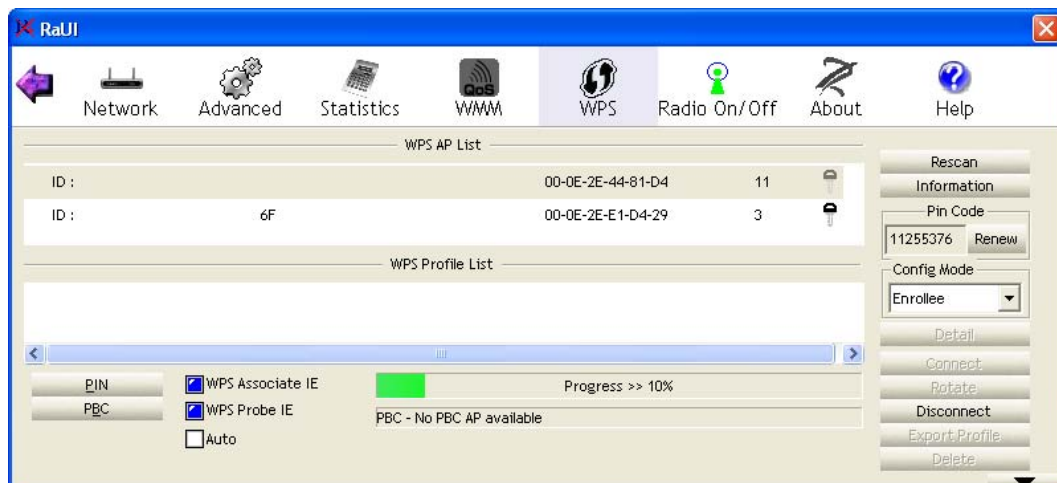 RaUI
Network Advanced Statistics QoS WMM WPS Radio On/Off About Help
WPS AP List
ID : 00-0E-2E-44-81-D4 11
ID : 6F 00-0E-2E-E1-D4-29 3
WPS Profile List
Rescan
Information
Pin Code
11255376 Renew
Config Mode
Enrollee
Detail
Connect
Rotate
Disconnect
Export Profile
Delete
PIN
PBC
WPS Associate IE
WPS Probe IE
Auto
Progress >> 10%
PBC - No PBC AP available